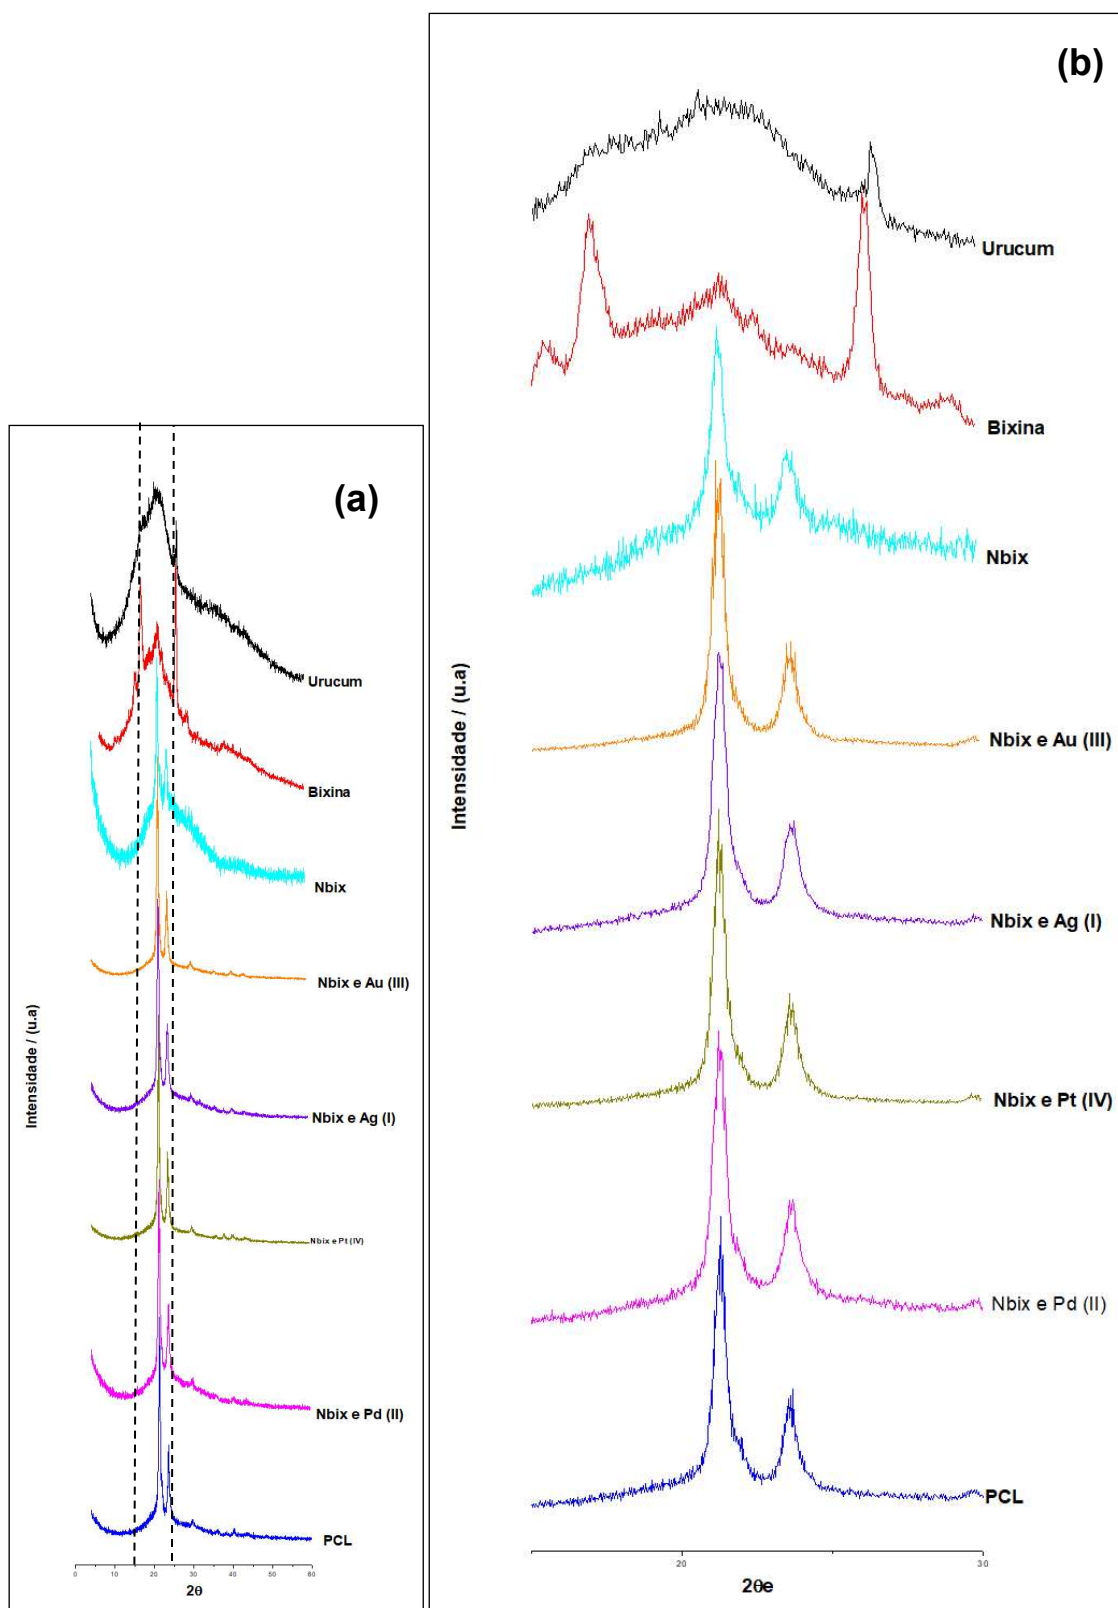 (a)
Urucum
Bixina
Nbix
Nbix e Au (III)
Nbix e Ag (I)
Nbix e Pt (IV)
Nbix e Pd (II)
PCL
Intensidade / (u.a)
0 10 20 30 40 50 60
2θ
(b)
Urucum
Bixina
Nbix
Nbix e Au (III)
Nbix e Ag (I)
Nbix e Pt (IV)
Nbix e Pd (II)
PCL
Intensidade / (u.a)
20 30
2θe